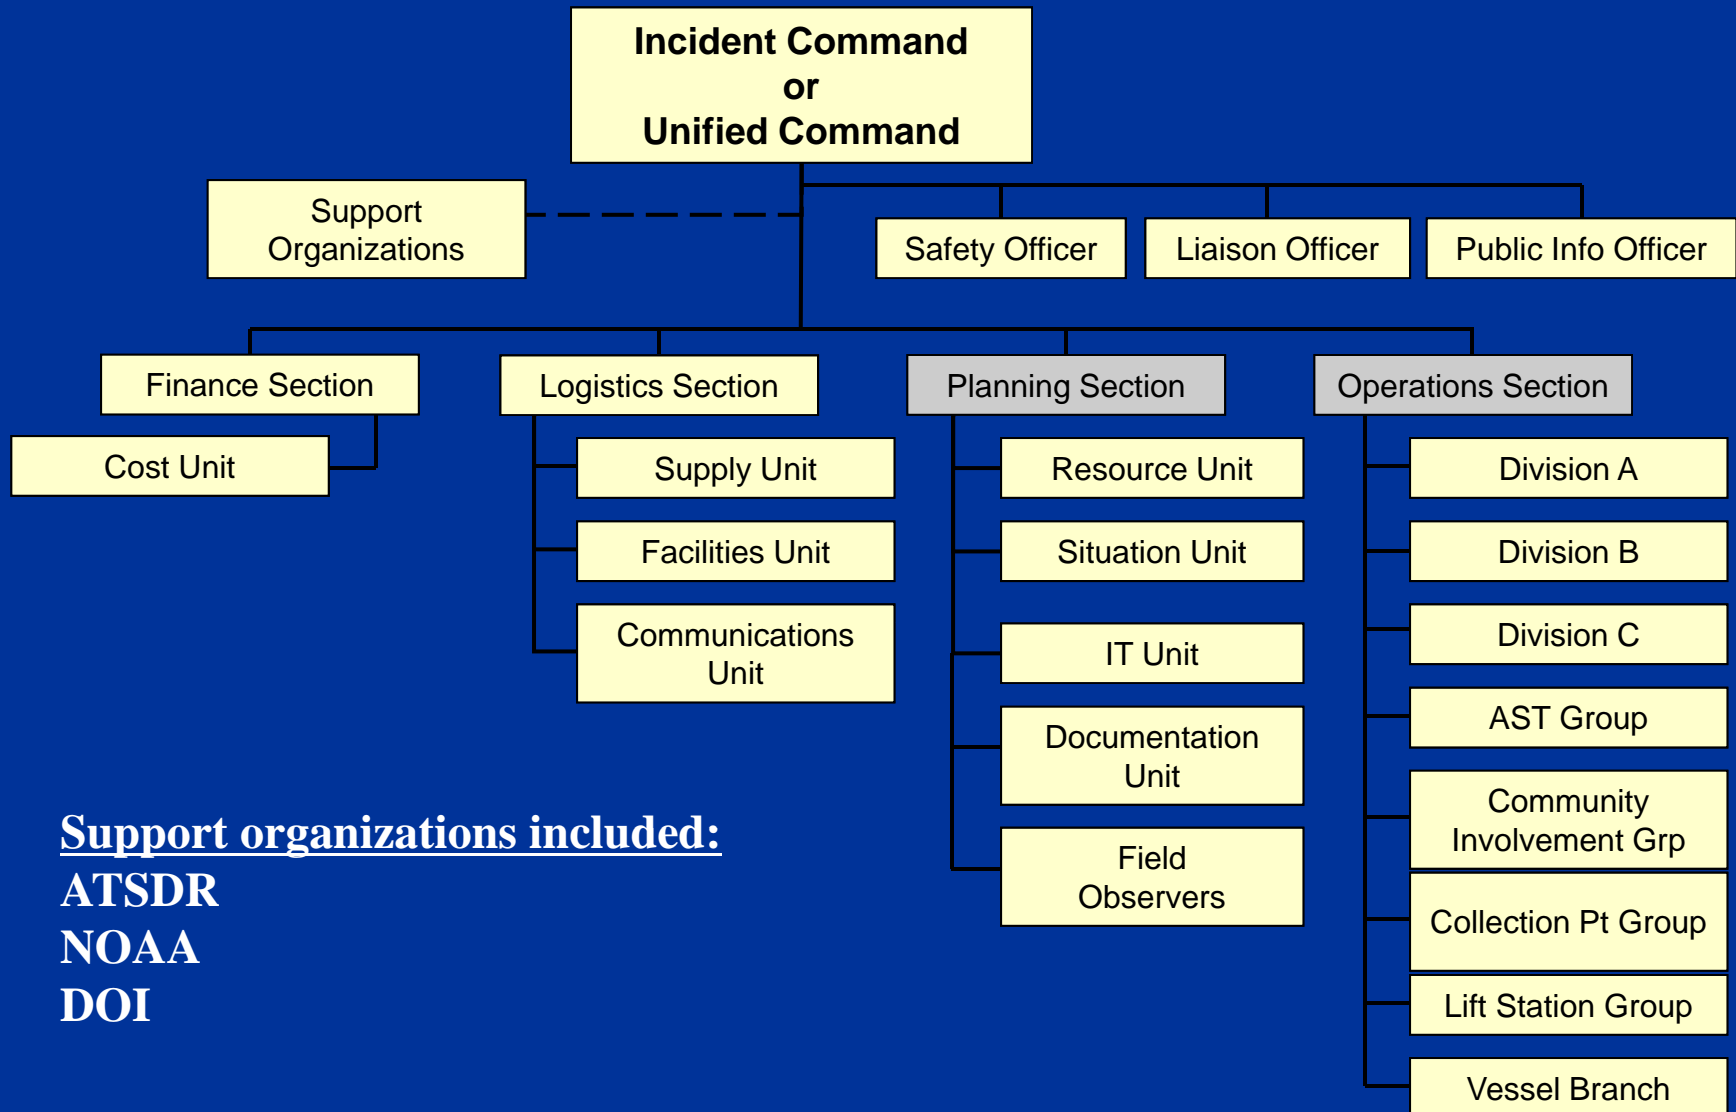 Incident Command
or
Unified Command
Support
Organizations
Safety Officer
Liaison Officer
Public Info Officer
Finance Section
Logistics Section
Planning Section
Operations Section
Cost Unit
Supply Unit
Facilities Unit
Communications
Unit
Resource Unit
Situation Unit
IT Unit
Documentation
Unit
Field
Observers
Division A
Division B
Division C
AST Group
Community
Involvement Grp
Collection Pt Group
Lift Station Group
Vessel Branch
Support organizations included:
ATSDR
NOAA
DOI